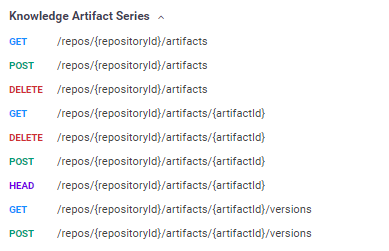 Knowledge Artifact Series
GET /repos/{repositoryId}/artifacts
POST /repos/{repositoryId}/artifacts
DELETE /repos/{repositoryId}/artifacts
GET /repos/{repositoryId}/artifacts/{artifactId}
DELETE /repos/{repositoryId}/artifacts/{artifactId}
POST /repos/{repositoryId}/artifacts/{artifactId}
HEAD /repos/{repositoryId}/artifacts/{artifactId}
GET /repos/{repositoryId}/artifacts/{artifactId}/versions
POST /repos/{repositoryId}/artifacts/{artifactId}/versions